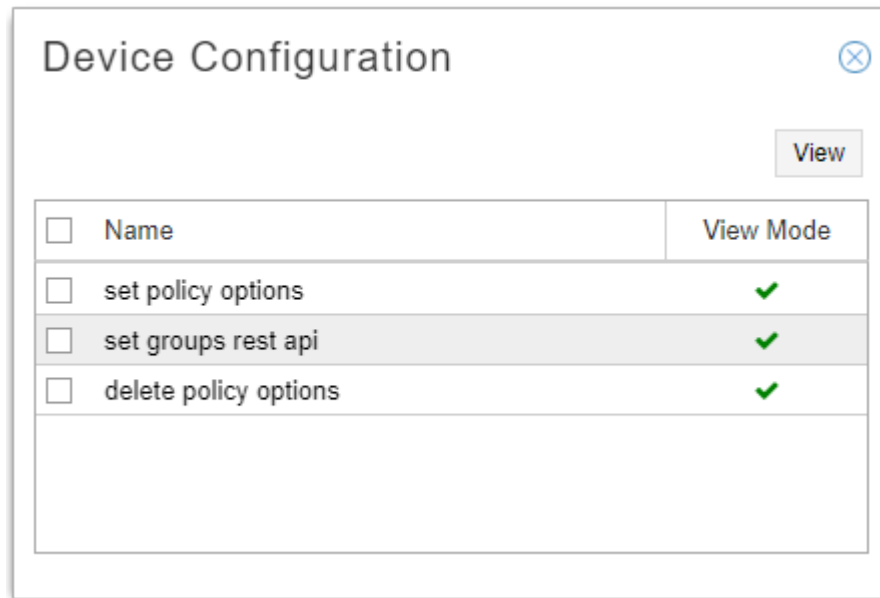 Device Configuration
View
Name View Mode
set policy options
set groups rest api
delete policy options